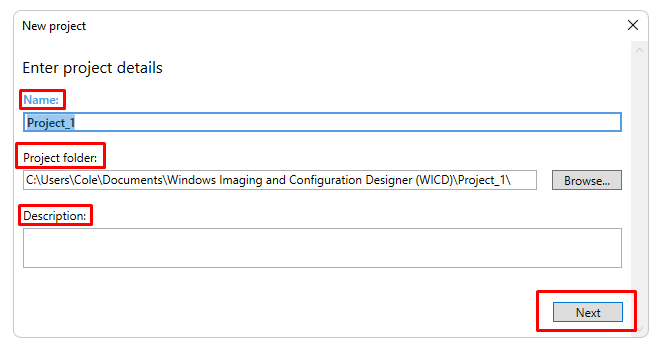 New project
Enter project details
Name:
Project_1
Project folder:
C:\Users\Cole\Documents\Windows Imaging and Configuration Designer (WICD)\Project_1\
Browse...
Description:
Next